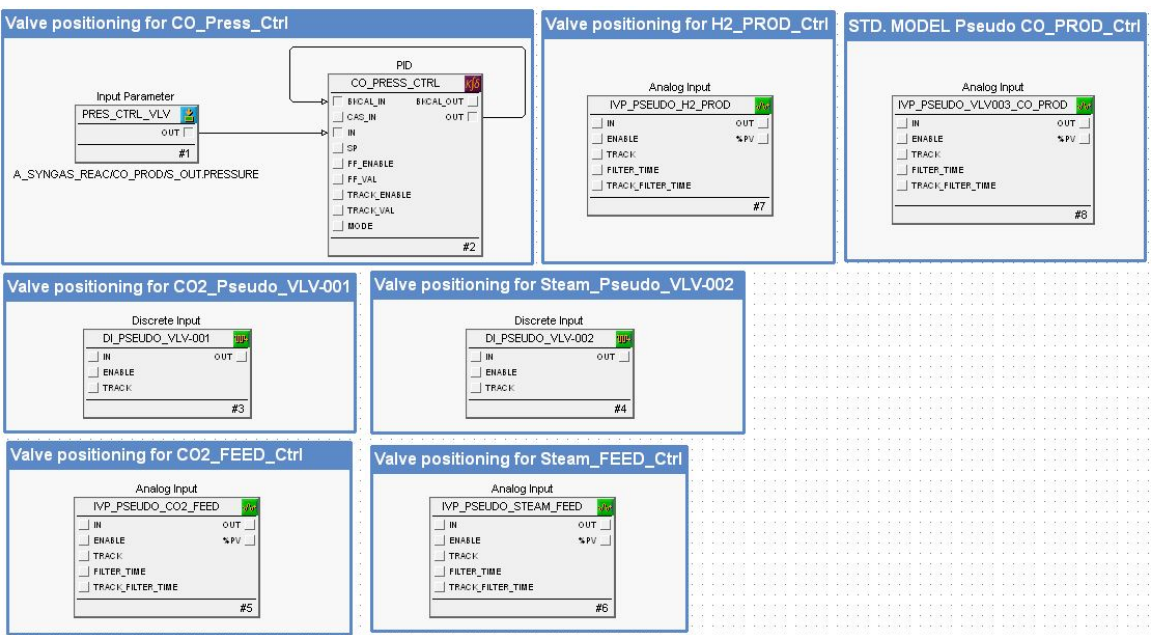 Valve positioning for CO_Press_Ctrl
Input Parameter
PRES_CTRL_VLV
OUT
#1
A_SYNGAS_REAC/CO_PROD/S_OUT.PRESSURE
PID
CO_PRESS_CTRL
BKCAL_IN BKCAL_OUT
CAS_IN OUT
IN
SP
FF_ENABLE
FF_VAL
TRACK_ENABLE
TRACK_VAL
MODE
#2
Valve positioning for H2_PROD_Ctrl
Analog Input
IVP_PSEUDO_H2_PROD
IN OUT
ENABLE %PV
TRACK
FILTER_TIME
TRACK_FILTER_TIME
#7
STD. MODEL Pseudo CO_PROD_Ctrl
Analog Input
IVP_PSEUDO_VLV003_CO_PROD
IN OUT
ENABLE %PV
TRACK
FILTER_TIME
TRACK_FILTER_TIME
#8
Valve positioning for CO2_Pseudo_VLV-001
Discrete Input
DI_PSEUDO_VLV-001
IN OUT
ENABLE
TRACK
#3
Valve positioning for Steam_Pseudo_VLV-002
Discrete Input
DI_PSEUDO_VLV-002
IN OUT
ENABLE
TRACK
#4
Valve positioning for CO2_FEED_Ctrl
Analog Input
IVP_PSEUDO_CO2_FEED
IN OUT
ENABLE %PV
TRACK
FILTER_TIME
TRACK_FILTER_TIME
#5
Valve positioning for Steam_FEED_Ctrl
Analog Input
IVP_PSEUDO_STEAM_FEED
IN OUT
ENABLE %PV
TRACK
FILTER_TIME
TRACK_FILTER_TIME
#6